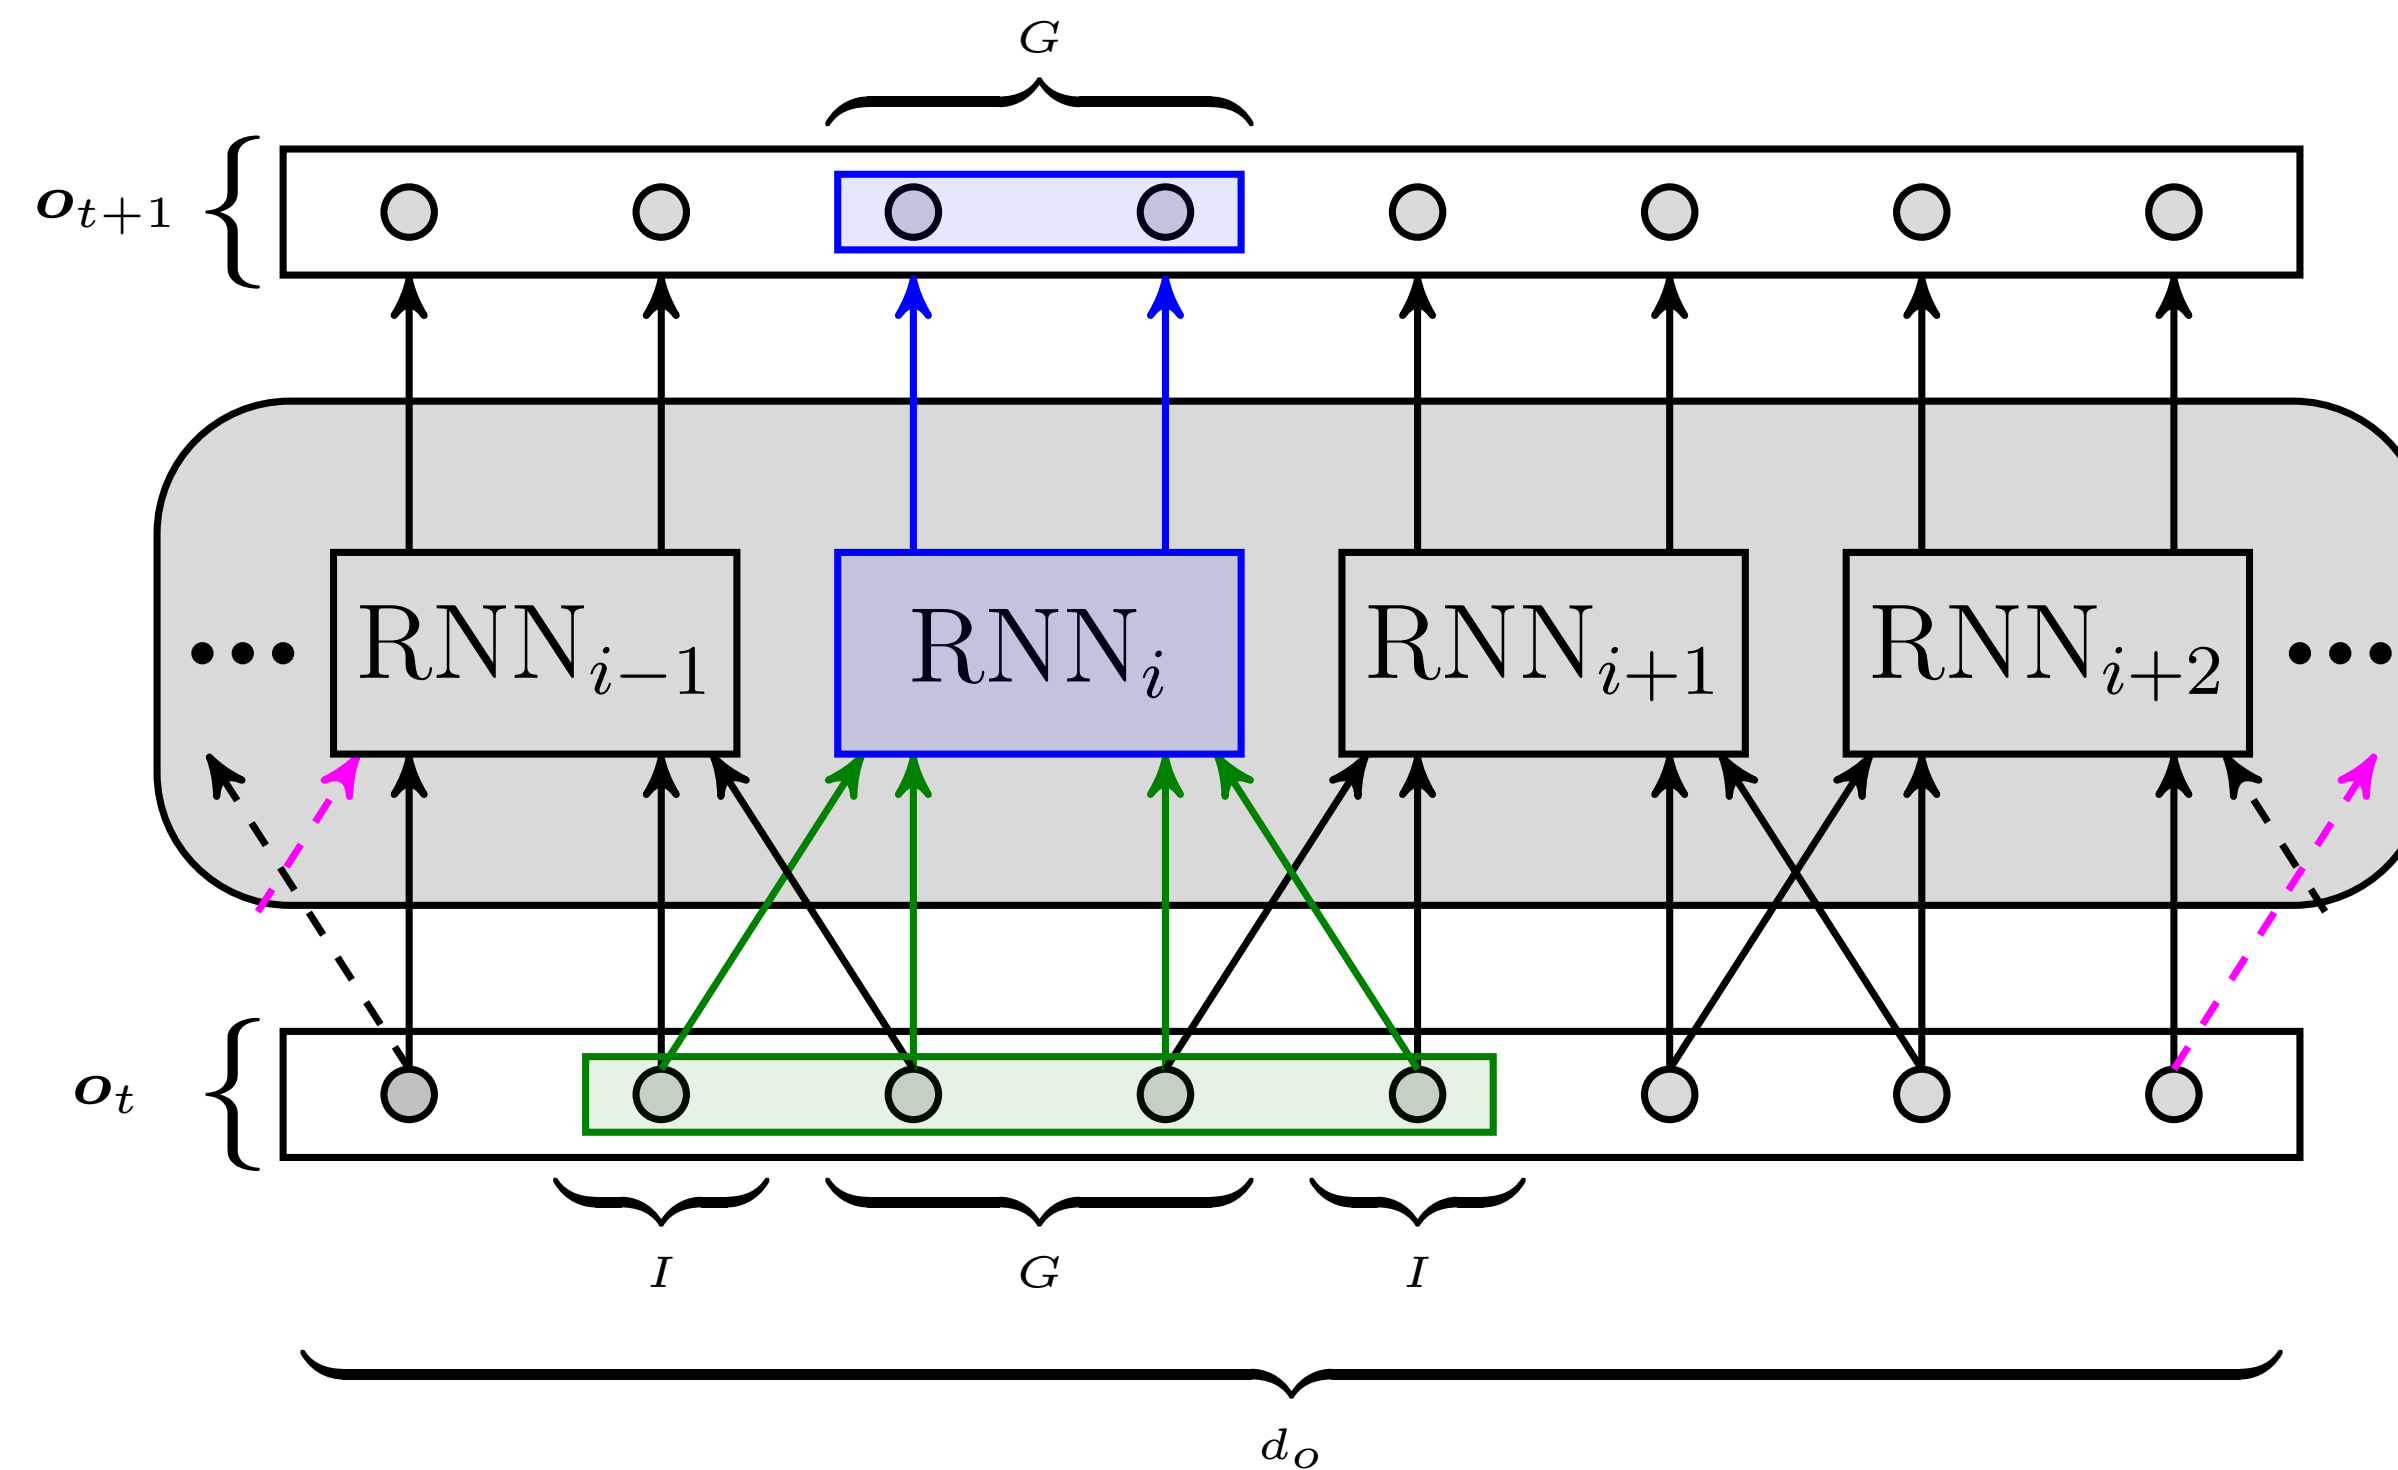 G
o_{t+1}
••• RNN_{i−1} RNN_i RNN_{i+1} RNN_{i+2} •••
o_t
I G I
d_o